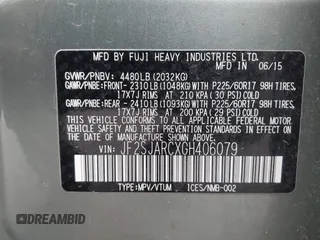 MFD. BY FUJI HEAVY INDUSTRIES LTD. 06/15
GVWR/PNBV: 4480LB (2032KG)
GAWR/PNBE:FRONT- 2310LB (1048KG) WITH P225/60R17 98H TIRES,
17X7J RIMS AT 210 KPA (30 PSI) COLD
GAWR/PNBE:REAR - 2410LB (1093KG) WITH P225/60R17 98H TIRES,
17X7J RIMS AT 200 KPA (29 PSI) COLD
THIS VEHICLE CONFORMS TO ALL APPLICABLE FEDERAL
MOTOR VEHICLE SAFETY, BUMPER, AND THEFT PREVENTION
STANDARDS IN EFFECT ON THE DATE OF MANUFACTURE SHOWN ABOVE.
VIN: JF2SJARCXGH406079
TYPE:MPV/VTUM ICES/NMB-002
DREAMBID